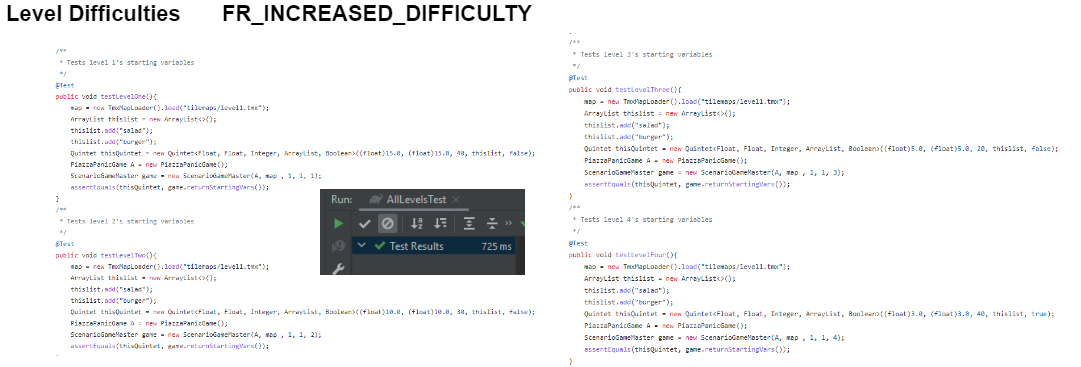 Level Difficulties FR_INCREASED_DIFFICULTY
/**
* Tests level 1's starting variables
*/
@Test
public void testLevelOne(){
map = new TmxMapLoader().load("tilemaps/level1.tmx");
ArrayList thislist = new ArrayList<>();
thislist.add("salad");
thislist.add("burger");
Quintet thisQuintet = new Quintet<Float, Float, Integer, ArrayList, Boolean>((float)15.0, (float)15.0, 40, thislist, false);
PiazzaPanicGame A = new PiazzaPanicGame();
ScenarioGameMaster game = new ScenarioGameMaster(A, map , 1, 1, 1);
assertEquals(thisQuintet, game.returnStartingVars());
}
/**
* Tests level 2's starting variables
*/
@Test
public void testLevelTwo(){
map = new TmxMapLoader().load("tilemaps/level1.tmx");
ArrayList thislist = new ArrayList<>();
thislist.add("salad");
thislist.add("burger");
Quintet thisQuintet = new Quintet<Float, Float, Integer, ArrayList, Boolean>((float)10.0, (float)10.0, 30, thislist, false);
PiazzaPanicGame A = new PiazzaPanicGame();
ScenarioGameMaster game = new ScenarioGameMaster(A, map , 1, 1, 2);
assertEquals(thisQuintet, game.returnStartingVars());
Run: AllLevelsTest
Test Results 725 ms
/**
* Tests level 3's starting variables
*/
@Test
public void testLevelThree(){
map = new TmxMapLoader().load("tilemaps/level1.tmx");
ArrayList thislist = new ArrayList<>();
thislist.add("salad");
thislist.add("burger");
Quintet thisQuintet = new Quintet<Float, Float, Integer, ArrayList, Boolean>((float)5.0, (float)5.0, 20, thislist, false);
PiazzaPanicGame A = new PiazzaPanicGame();
ScenarioGameMaster game = new ScenarioGameMaster(A, map , 1, 1, 3);
assertEquals(thisQuintet, game.returnStartingVars());
}
/**
* Tests level 4's starting variables
*/
@Test
public void testLevelFour(){
map = new TmxMapLoader().load("tilemaps/level1.tmx");
ArrayList thislist = new ArrayList<>();
thislist.add("salad");
thislist.add("burger");
Quintet thisQuintet = new Quintet<Float, Float, Integer, ArrayList, Boolean>((float)3.0, (float)3.0, 40, thislist, true);
PiazzaPanicGame A = new PiazzaPanicGame();
ScenarioGameMaster game = new ScenarioGameMaster(A, map , 1, 1, 4);
assertEquals(thisQuintet, game.returnStartingVars());
}